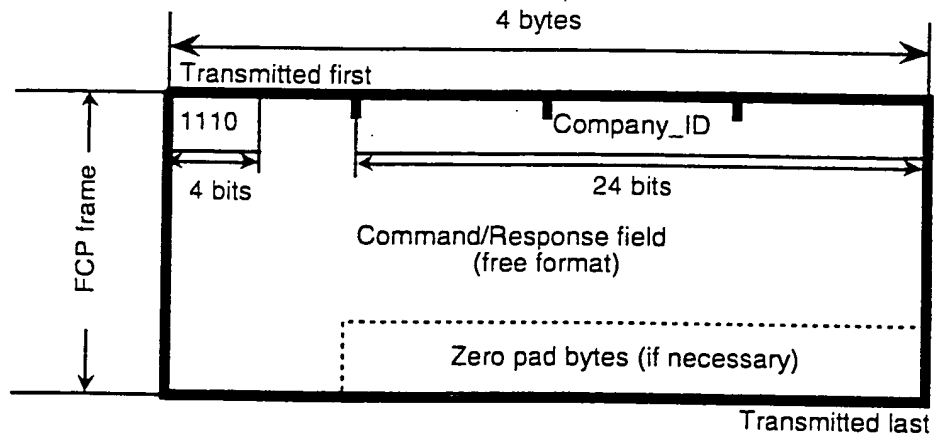 4 bytes
Transmitted first
1110
Company_ID
4 bits
24 bits
FCP frame
Command/Response field
(free format)
Zero pad bytes (if necessary)
Transmitted last